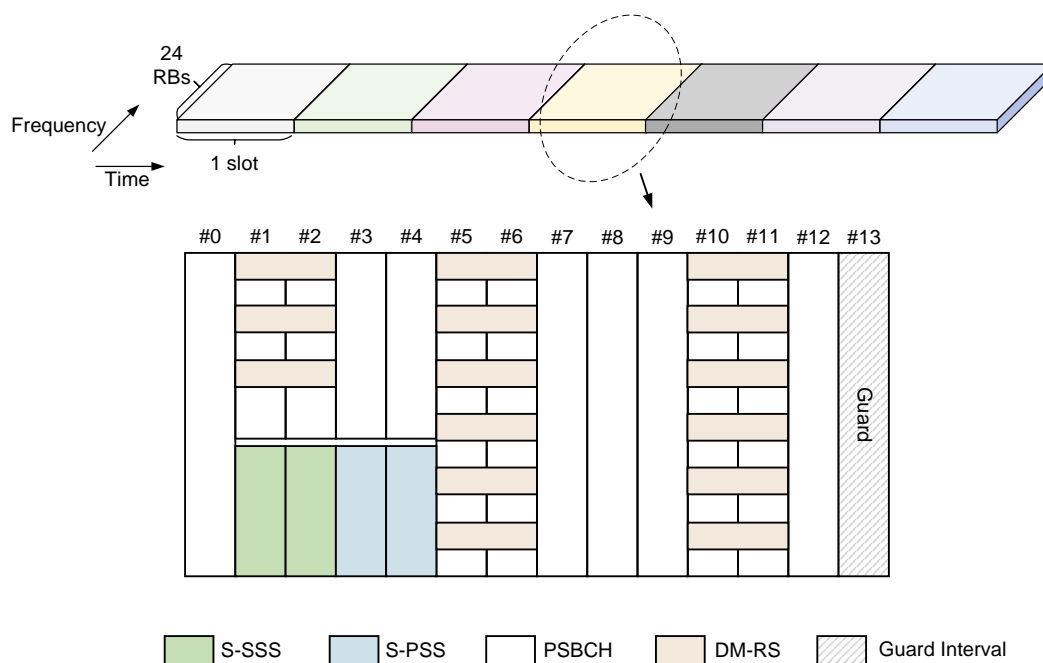 24
RBs
Frequency
1 slot
Time
#0 #1 #2 #3 #4 #5 #6 #7 #8 #9 #10 #11 #12 #13
Guard
S-SSS S-PSS PSBCH DM-RS Guard Interval